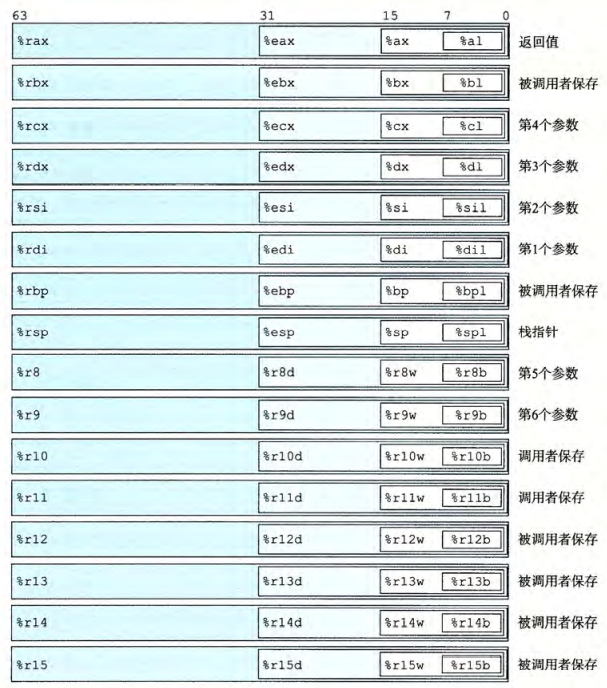 63 31 15 7 0
%rax %eax %ax %al 返回值
%rbx %ebx %bx %bl 被调用者保存
%rcx %ecx %cx %cl 第4个参数
%rdx %edx %dx %dl 第3个参数
%rsi %esi %si %sil 第2个参数
%rdi %edi %di %dil 第1个参数
%rbp %ebp %bp %bpl 被调用者保存
%rsp %esp %sp %spl 栈指针
%r8 %r8d %r8w %r8b 第5个参数
%r9 %r9d %r9w %r9b 第6个参数
%r10 %r10d %r10w %r10b 调用者保存
%r11 %r11d %r11w %r11b 调用者保存
%r12 %r12d %r12w %r12b 被调用者保存
%r13 %r13d %r13w %r13b 被调用者保存
%r14 %r14d %r14w %r14b 被调用者保存
%r15 %r15d %r15w %r15b 被调用者保存